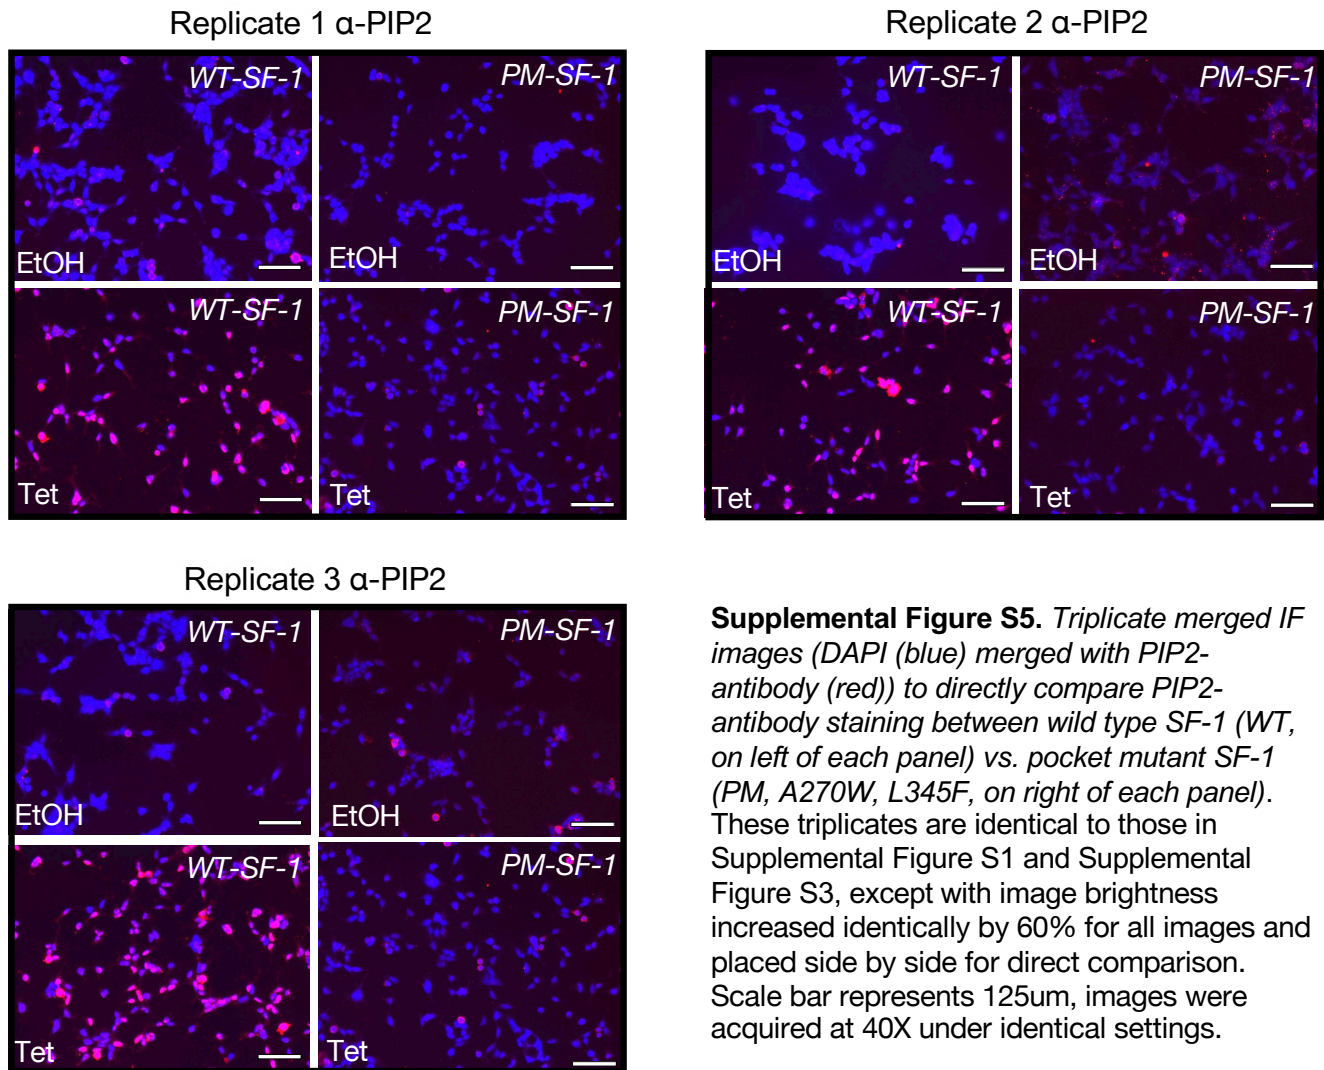 Replicate 1 α-PIP2
WT-SF-1
PM-SF-1
EtOH
EtOH
WT-SF-1
PM-SF-1
Tet
Tet
Replicate 2 α-PIP2
WT-SF-1
PM-SF-1
EtOH
EtOH
WT-SF-1
PM-SF-1
Tet
Tet
Replicate 3 α-PIP2
WT-SF-1
PM-SF-1
EtOH
EtOH
WT-SF-1
PM-SF-1
Tet
Tet
Supplemental Figure S5. Triplicate merged IF
images (DAPI (blue) merged with PIP2-
antibody (red)) to directly compare PIP2-
antibody staining between wild type SF-1 (WT,
on left of each panel) vs. pocket mutant SF-1
(PM, A270W, L345F, on right of each panel).
These triplicates are identical to those in
Supplemental Figure S1 and Supplemental
Figure S3, except with image brightness
increased identically by 60% for all images and
placed side by side for direct comparison.
Scale bar represents 125um, images were
acquired at 40X under identical settings.